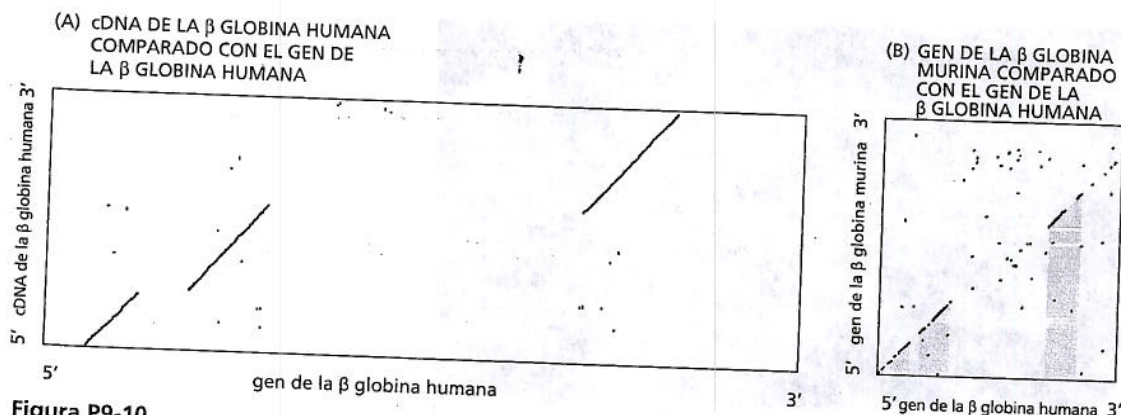 (A) cDNA DE LA β GLOBINA HUMANA
COMPARADO CON EL GEN DE
LA β GLOBINA HUMANA
cDNA de la β globina humana 3'
5'
5'
gen de la β globina humana
3'
(B) GEN DE LA β GLOBINA
MURINA COMPARADO
CON EL GEN DE LA
β GLOBINA HUMANA
3'
gen de la β globina murina
5'
5' gen de la β globina humana 3'
Figura P9-10